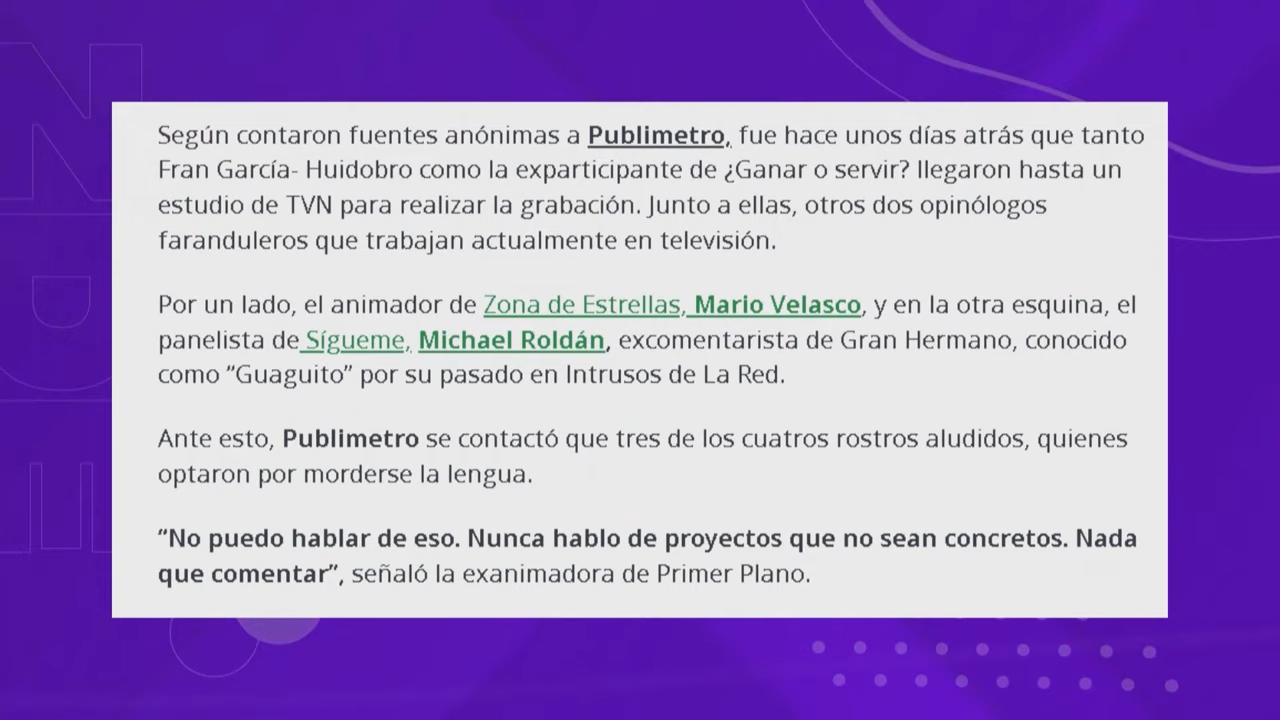 Según contaron fuentes anónimas a Publimetro, fue hace unos días atrás que tanto
Fran García- Huidobro como la exparticipante de ¿Ganar o servir? llegaron hasta un
estudio de TVN para realizar la grabación. Junto a ellas, otros dos opinólogos
faranduleros que trabajan actualmente en televisión.
Por un lado, el animador de Zona de Estrellas, Mario Velasco, y en la otra esquina, el
panelista de Sígueme, Michael Roldán, excomentarista de Gran Hermano, conocido
como “Guaguito” por su pasado en Intrusos de La Red.
Ante esto, Publimetro se contactó que tres de los cuatros rostros aludidos, quienes
optaron por morderse la lengua.
“No puedo hablar de eso. Nunca hablo de proyectos que no sean concretos. Nada
que comentar”, señaló la exanimadora de Primer Plano.